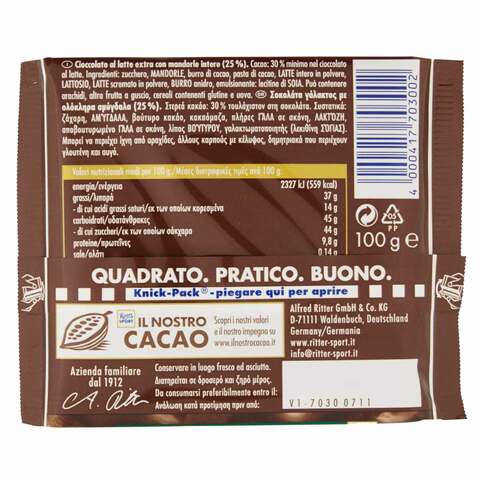 Cioccolato al latte extra con mandorle intere (25 %). Cacao: 30 % minimo nel cioccolato
al latte. Ingredienti: zucchero, MANDORLE, burro di cacao, pasta di cacao, LATTE intero in polvere,
LATTOSIO, LATTE scremato in polvere, BURRO anidro, emulsionante: lecitine di SOIA. Può contenere
arachidi, altra frutta a guscio, cereali contenenti glutine e uova. Σοκολάτα γάλακτος με
ολόκληρα αμύγδαλα (25 %). Στερεά κακάο: 30 % τουλάχιστον στη σοκολάτα. Συστατικά:
ζάχαρη, ΑΜΥΓΔΑΛΑ, βούτυρο κακάο, κακαόμαζα, πλήρες ΓΑΛΑ σε σκόνη, ΛΑΚΤΟΖΗ,
αποβουτυρωμένο ΓΑΛΑ σε σκόνη, λίπος ΒΟΥΤΥΡΟΥ, γαλακτωματοποιητής (λεκιθίνη ΣΟΓΙΑΣ).
Μπορεί να περιέχει ίχνη από αράχιδες, άλλους καρπούς με κέλυφος, δημητριακά που περιέχουν
γλουτένη και αυγά.
Valori nutrizionali medi per 100 g / Μέσες διατροφικές τιμές ανά 100 g:
energia/ενέργεια 2327 kJ (559 kcal)
grassi/λιπαρά 37 g
- di cui acidi grassi saturi/εκ των οποίων κορεσμένα 14 g
carboidrati/υδατάνθρακες 45 g
- di cui zuccheri/εκ των οποίων σάκχαρα 44 g
proteine/πρωτεΐνες 9,8 g
sale/αλάτι 0,14 g
4 000417 703002
05
PP
100 g e
QUADRATO. PRATICO. BUONO.
Knick-Pack® - piegare qui per aprire
Ritter
SPORT
IL NOSTRO
CACAO
Scopri i nostri valori
e il nostro impegno su
www.ilnostrocacao.it
Alfred Ritter GmbH & Co. KG
D-71111 Waldenbuch, Deutschland
Germany/Germania
www.ritter-sport.it
info@ritter-sport.it
Azienda familiare
dal 1912
Conservare in luogo fresco ed asciutto.
Διατηρείται σε δροσερό και ξηρό μέρος.
Da consumarsi preferibilmente entro il:
Ανάλωση κατά προτίμηση πριν από:
V1-7030 0711